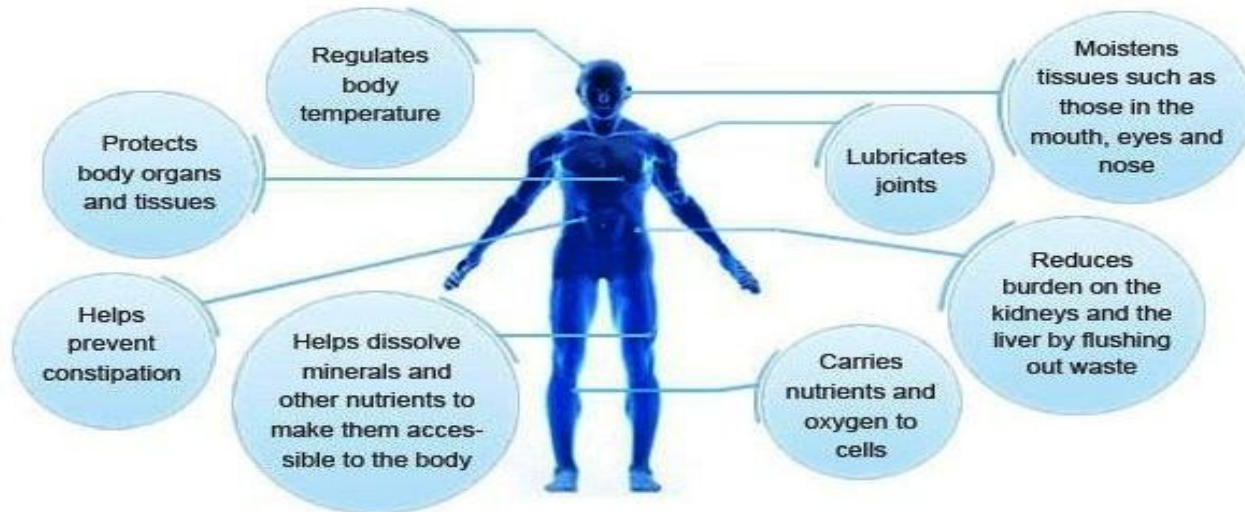 Regulates
body
temperature
Moistens
tissues such as
those in the
mouth, eyes and
nose
Protects
body organs
and tissues
Lubricates
joints
Helps
prevent
constipation
Helps dissolve
minerals and
other nutrients to
make them acces-
sible to the body
Carries
nutrients and
oxygen to
cells
Reduces
burden on the
kidneys and the
liver by flushing
out waste